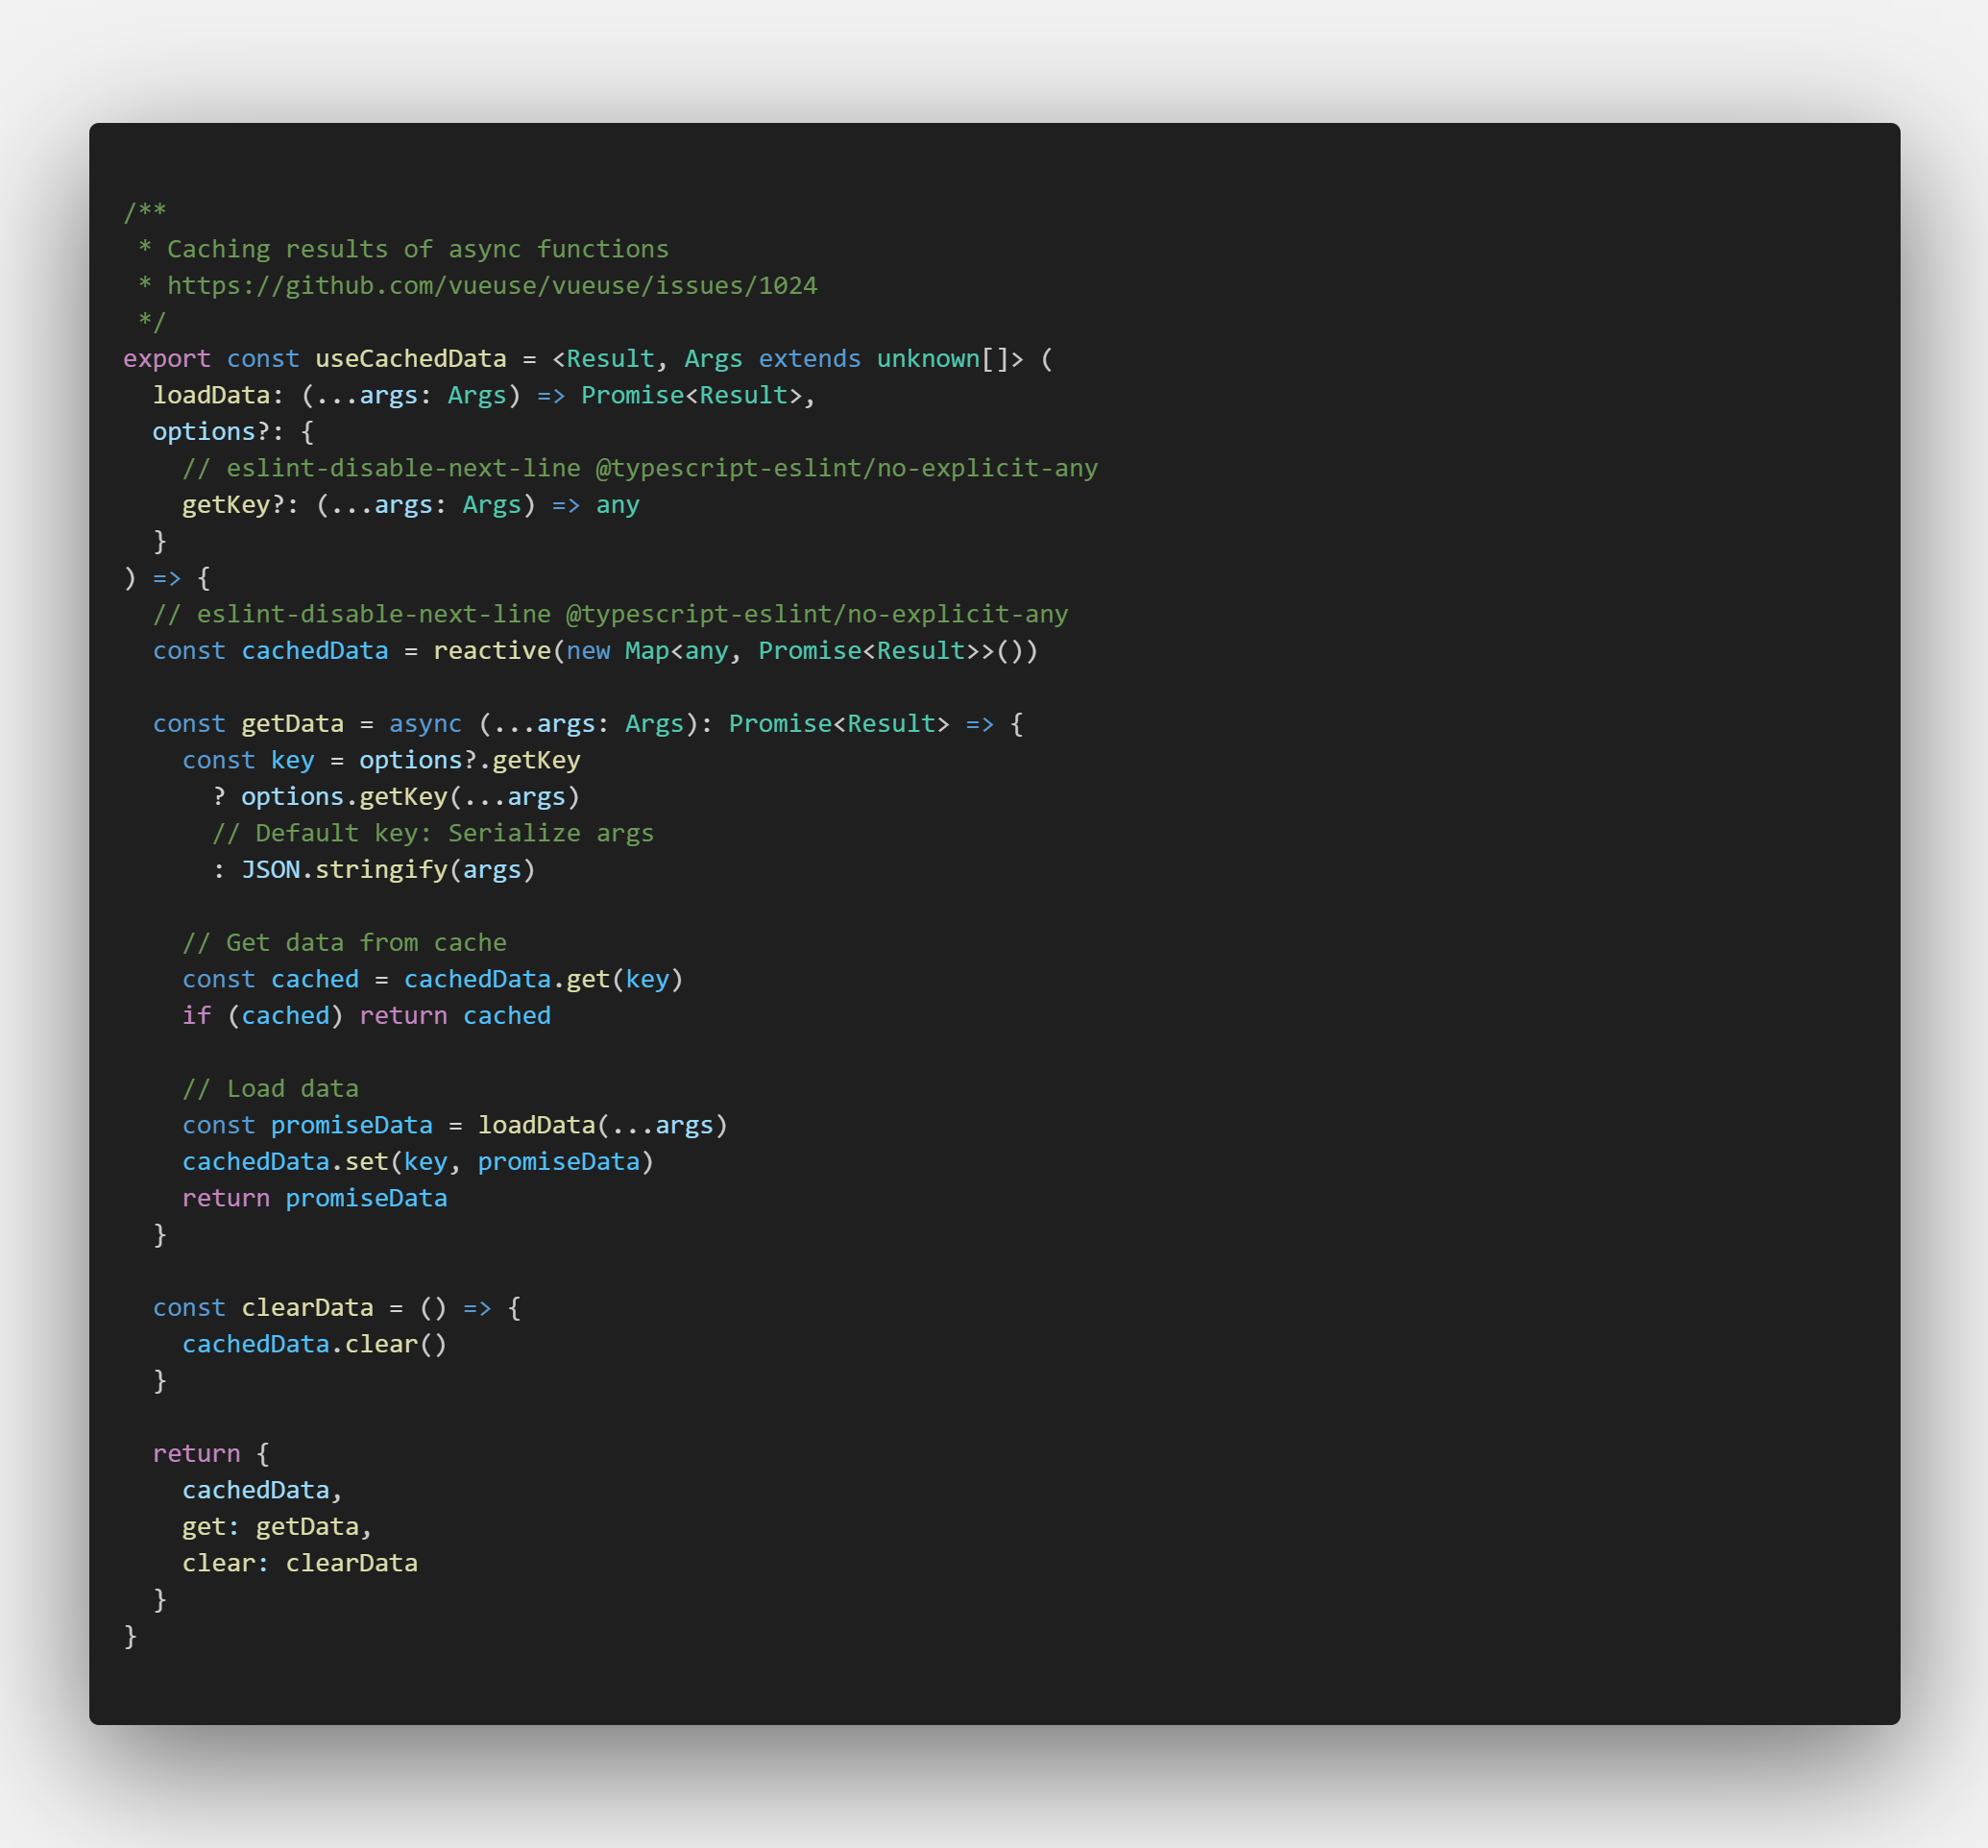 /**
 * Caching results of async functions
 * https://github.com/vueuse/vueuse/issues/1024
 */
export const useCachedData = <Result, Args extends unknown[]> (
  loadData: (...args: Args) => Promise<Result>,
  options?: {
    // eslint-disable-next-line @typescript-eslint/no-explicit-any
    getKey?: (...args: Args) => any
  }
) => {
  // eslint-disable-next-line @typescript-eslint/no-explicit-any
  const cachedData = reactive(new Map<any, Promise<Result>>())

  const getData = async (...args: Args): Promise<Result> => {
    const key = options?.getKey
      ? options.getKey(...args)
      // Default key: Serialize args
      : JSON.stringify(args)

    // Get data from cache
    const cached = cachedData.get(key)
    if (cached) return cached

    // Load data
    const promiseData = loadData(...args)
    cachedData.set(key, promiseData)
    return promiseData
  }

  const clearData = () => {
    cachedData.clear()
  }

  return {
    cachedData,
    get: getData,
    clear: clearData
  }
}